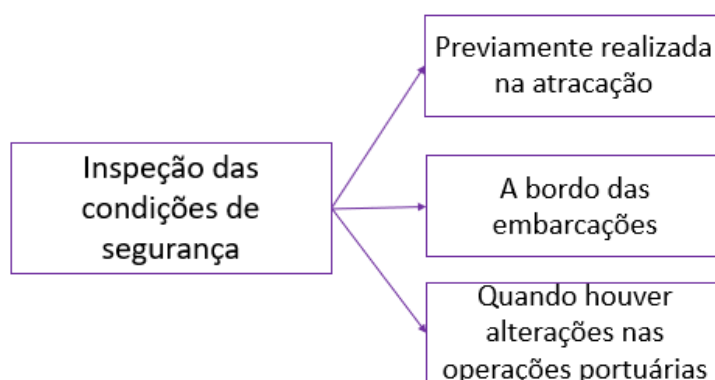 Inspeção das
condições de
segurança
Previamente realizada
na atracação
A bordo das
embarcações
Quando houver
alterações nas
operações portuárias